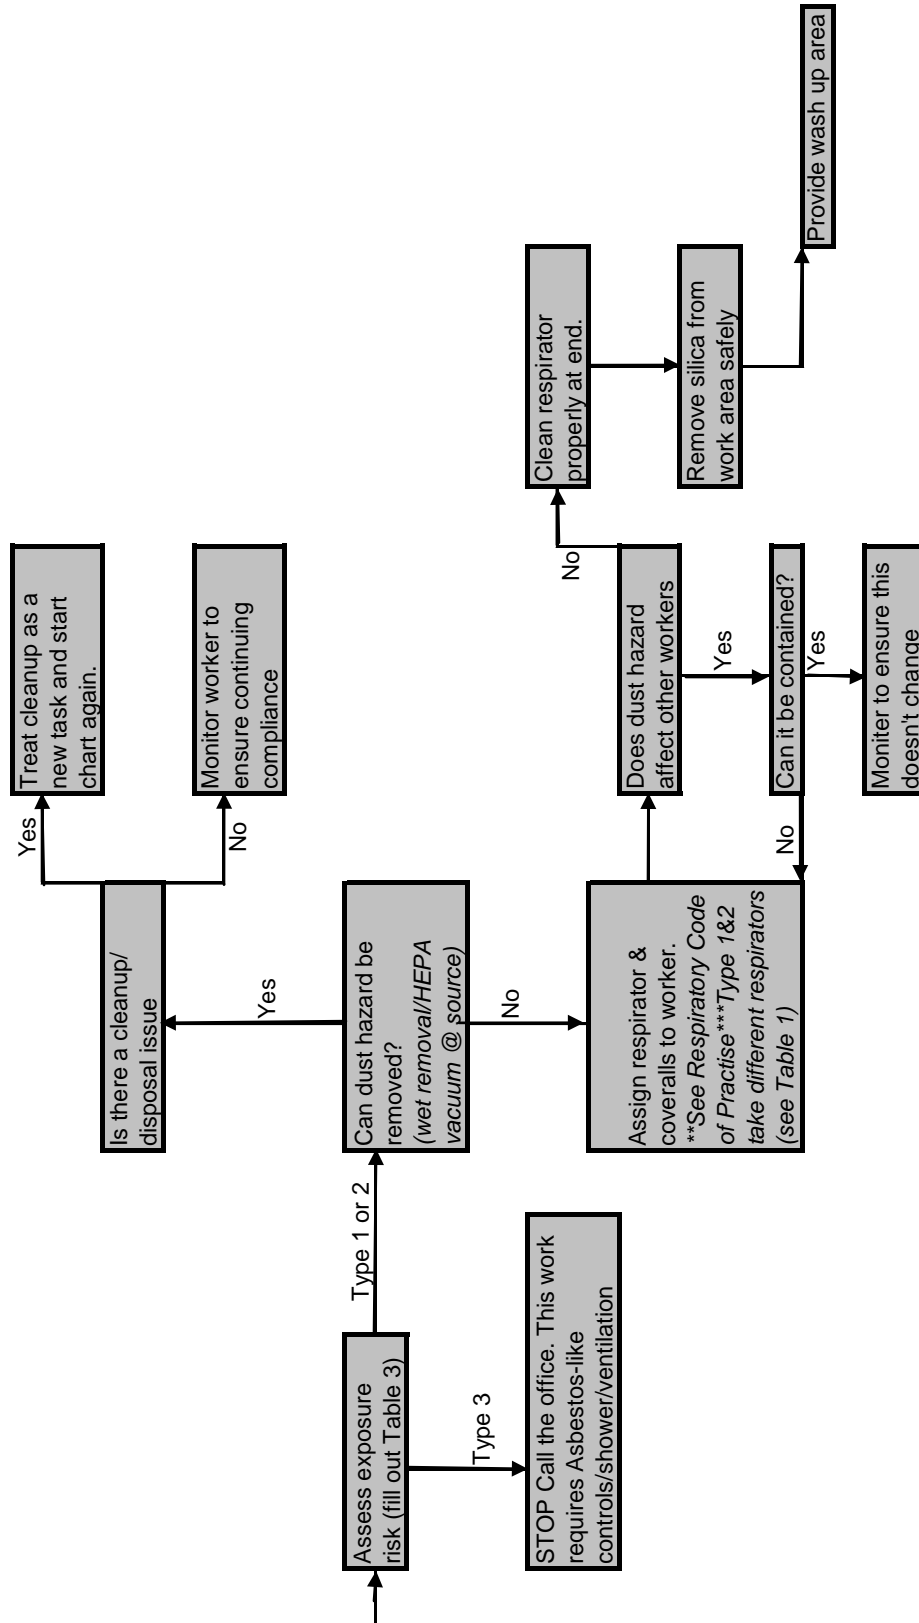 Assess exposure
risk (fill out Table 3)
Type 1 or 2
Type 3
STOP Call the office. This work
requires Asbestos-like
controls/shower/ventilation
Can dust hazard be
removed?
(wet removal/HEPA
vacuum @ source)
Yes
Is there a cleanup/
disposal issue
Yes
Treat cleanup as a
new task and start
chart again.
No
Monitor worker to
ensure continuing
compliance
No
Assign respirator &
coveralls to worker.
**See Respiratory Code
of Practise***Type 1&2
take different respirators
(see Table 1)
Does dust hazard
affect other workers
No
Clean respirator
properly at end.
Remove silica from
work area safely
Provide wash up area
Yes
Can it be contained?
No
Yes
Moniter to ensure this
doesn't change